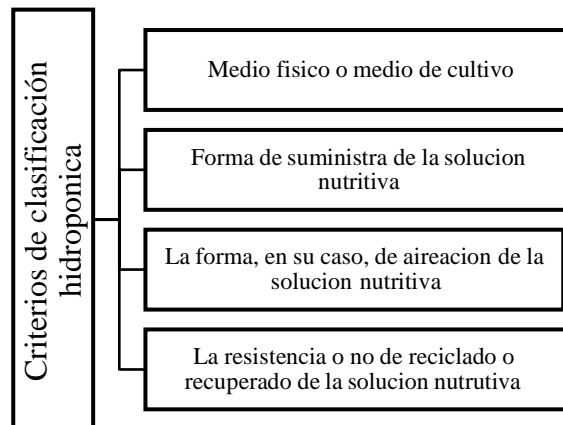 Criterios de clasificación
hidroponica
Medio fisico o medio de cultivo
Forma de suministra de la solucion
nutritiva
La forma, en su caso, de aireacion de la
solucion nutritiva
La resistencia o no de reciclado o
recuperado de la solucion nutrutiva